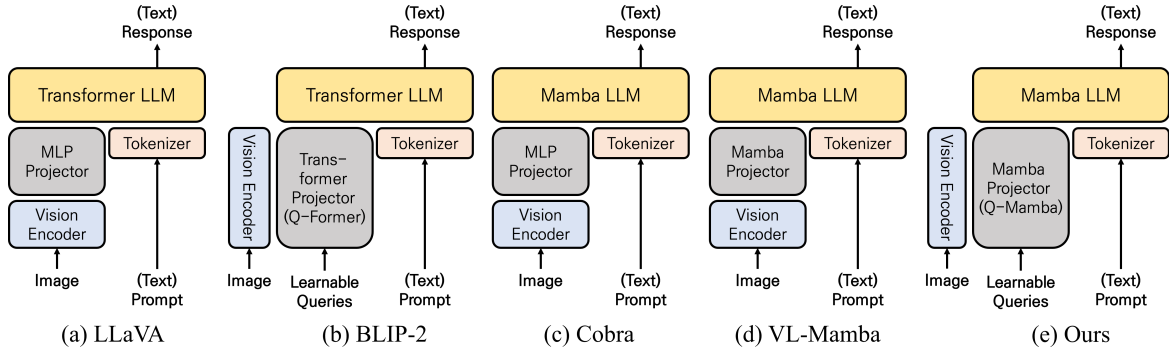 (Text)
Response
Transformer LLM
MLP
Projector
Tokenizer
Vision
Encoder
Image
(Text)
Prompt
(a) LLaVA
(Text)
Response
Transformer LLM
Vision Encoder
Trans-
former
Projector
(Q-Former)
Tokenizer
Image
Learnable
Queries
(Text)
Prompt
(b) BLIP-2
(Text)
Response
Mamba LLM
MLP
Projector
Tokenizer
Vision
Encoder
Image
(Text)
Prompt
(c) Cobra
(Text)
Response
Mamba LLM
Mamba
Projector
Tokenizer
Vision
Encoder
Image
(Text)
Prompt
(d) VL-Mamba
(Text)
Response
Mamba LLM
Vision Encoder
Mamba
Projector
(Q-Mamba)
Tokenizer
Image
Learnable
Queries
(Text)
Prompt
(e) Ours